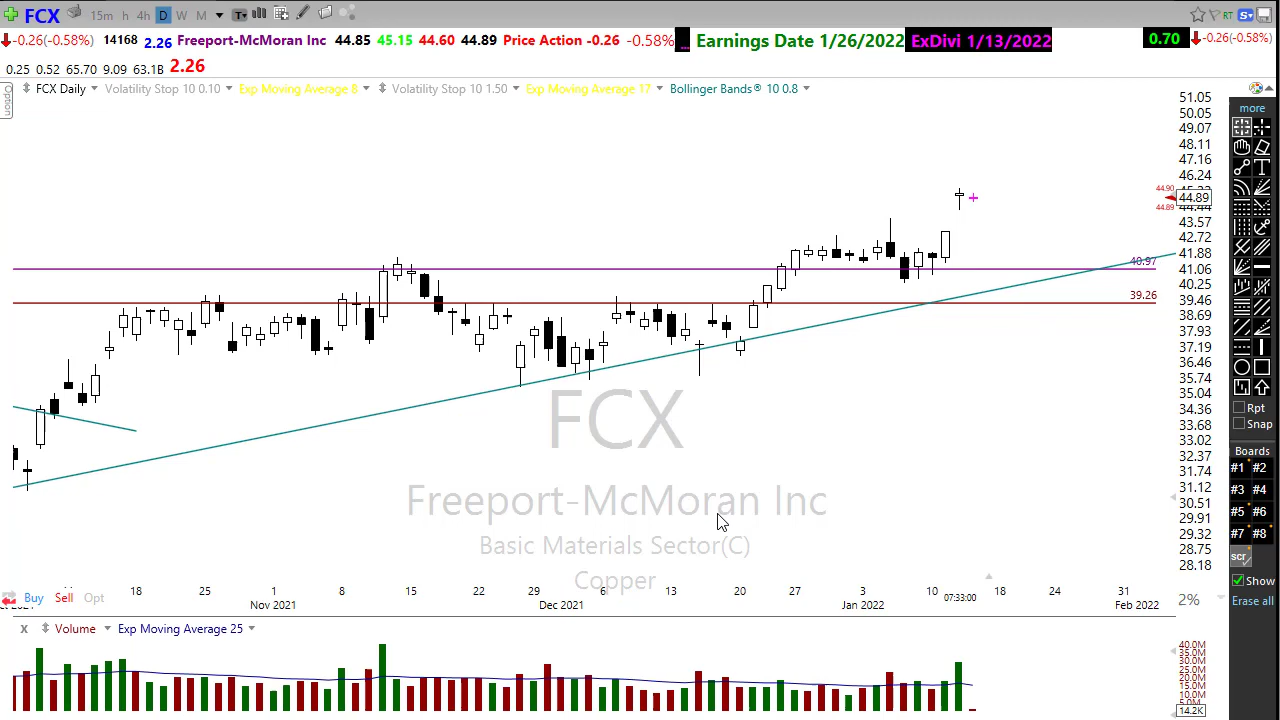 FCX 15m h 4h D W M T RT S
-0.26(-0.58%) 14168 2.26 Freeport-McMoran Inc 44.85 45.15 44.60 44.89 Price Action -0.26 -0.58% ... Earnings Date 1/26/2022 ExDivi 1/13/2022 0.70 -0.26(-0.58%)
0.25 0.52 65.70 9.09 63.1B 2.26
Option
FCX Daily Volatility Stop 10 0.10 Exp Moving Average 8 Volatility Stop 10 1.50 Exp Moving Average 17 Bollinger Bands® 10 0.8
51.05
50.05
49.07
48.11
47.16
46.24
44.90
44.89
44.89
43.57
42.72
41.88
40.97
41.06
40.25
39.26
39.46
38.69
37.93
37.19
36.46
35.74
35.04
34.36
33.68
33.02
32.37
31.74
31.12
30.51
29.91
29.32
28.75
28.18
more
Rpt
Snap
Boards
#1 #2
#3 #4
#5 #6
#7 #8
scr
Show
Erase all
FCX
Freeport-McMoran Inc
Basic Materials Sector(C)
Copper
18 25 1 8 15 22 29 6 13 20 27 3 10 18 24 31
Nov 2021 Dec 2021 Jan 2022 07:33:00 Feb 2022
Buy Sell Opt
2%
x Volume Exp Moving Average 25
40.0M
35.0M
30.0M
25.0M
20.0M
15.0M
10.0M
14.2K